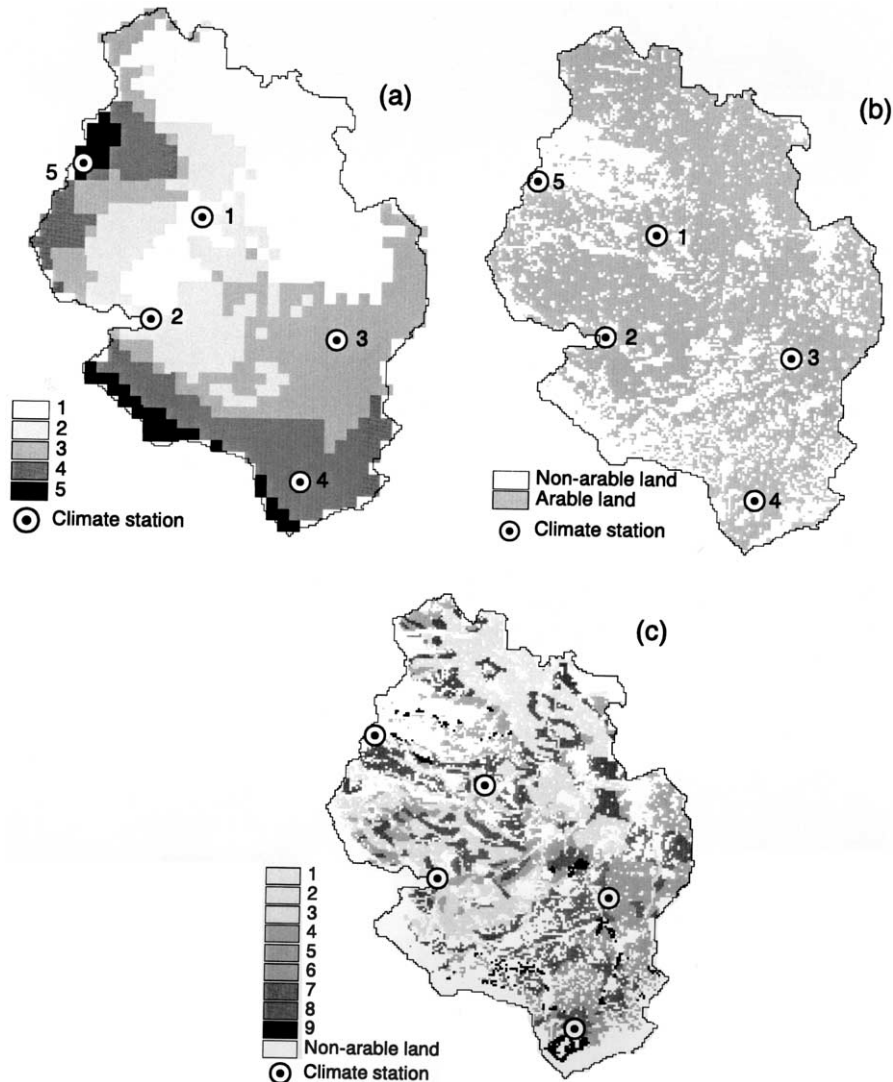 (a)
5
1
2
3
4
1
2
3
4
5
Climate station
(b)
5
1
2
3
4
Non-arable land
Arable land
Climate station
(c)
1
2
3
4
5
6
7
8
9
Non-arable land
Climate station